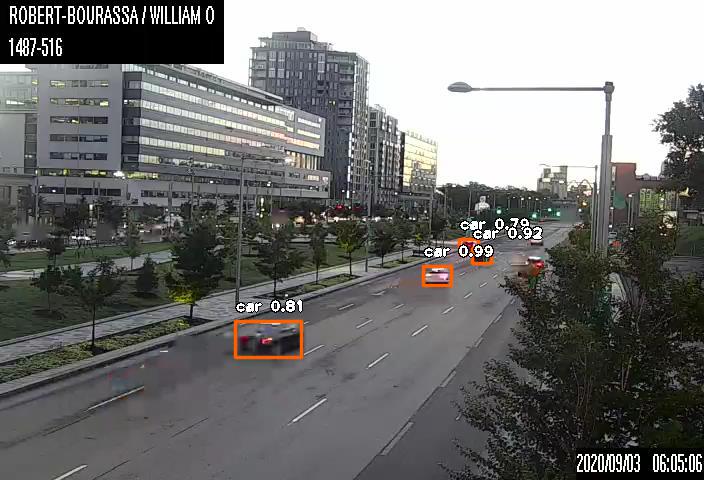 ROBERT-BOURASSA / WILLIAM O
1487-516
car 0.79
car 0.92
car 0.99
car 0.81
2020/09/03 06:05:06